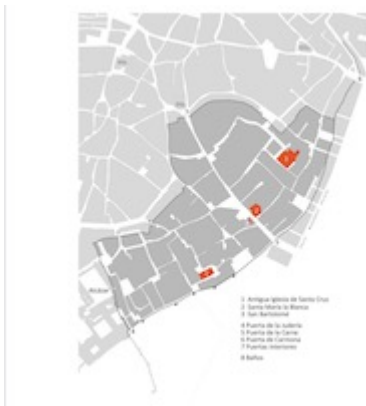 Alcázar
1 Antigua Iglesia de Santa Cruz
2 Santa María la Blanca
3 San Bartolomé
4 Puerta de la Judería
5 Puerta de la Carne
6 Puerta de Carmona
7 Puertas Interiores
8 Baños